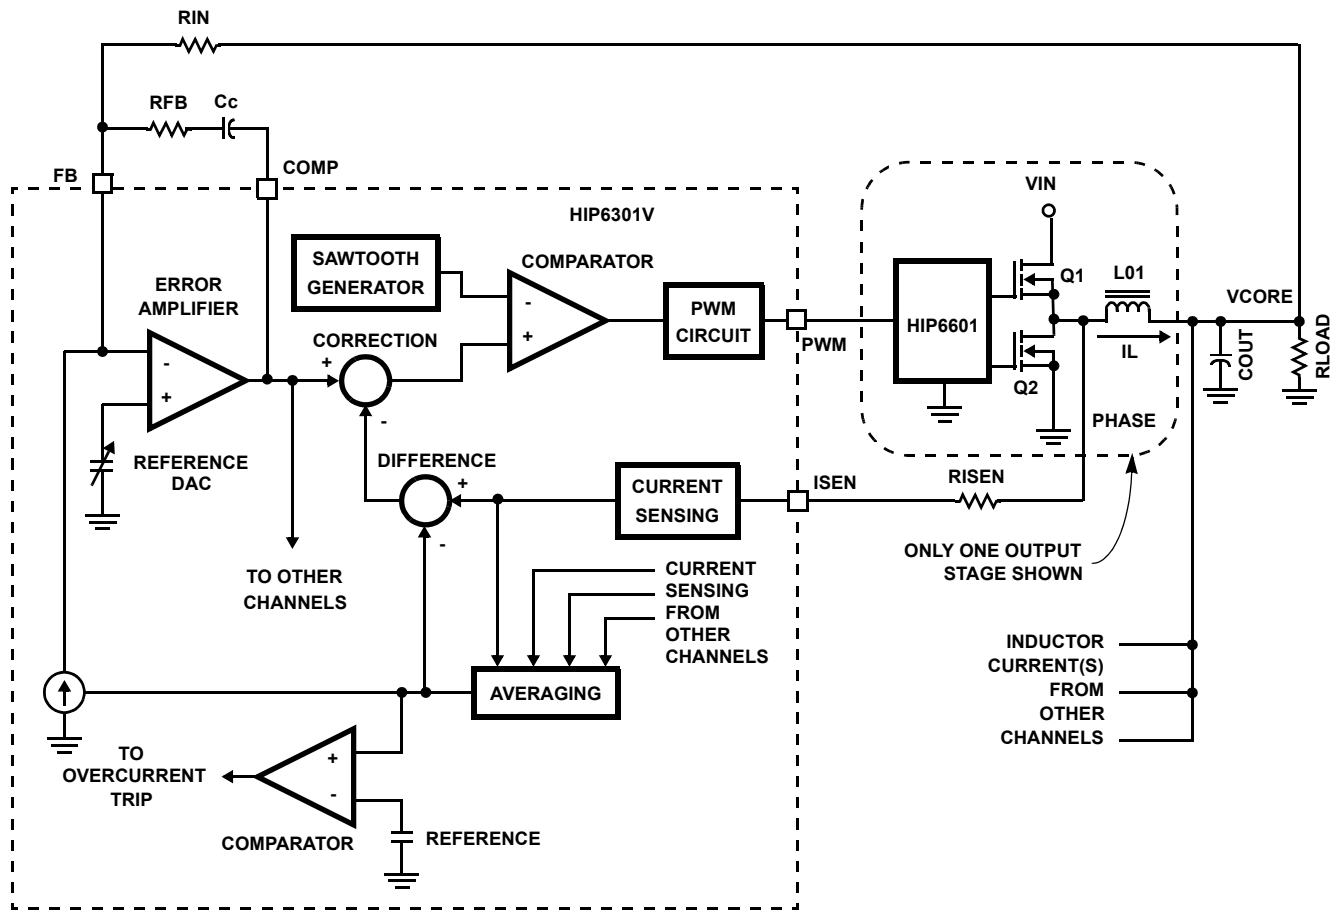 RIN
RFB
Cc
FB
COMP
HIP6301V
VIN
SAWTOOTH
GENERATOR
COMPARATOR
ERROR
AMPLIFIER
-
+
CORRECTION
+
-
-
+
PWM
CIRCUIT
PWM
HIP6601
Q1
Q2
L01
IL
VCORE
COUT
RLOAD
PHASE
REFERENCE
DAC
DIFFERENCE
+
-
CURRENT
SENSING
ISEN
RISEN
ONLY ONE OUTPUT
STAGE SHOWN
TO OTHER
CHANNELS
CURRENT
SENSING
FROM
OTHER
CHANNELS
INDUCTOR
CURRENT(S)
FROM
OTHER
CHANNELS
AVERAGING
TO
OVERCURRENT
TRIP
+
-
COMPARATOR
REFERENCE